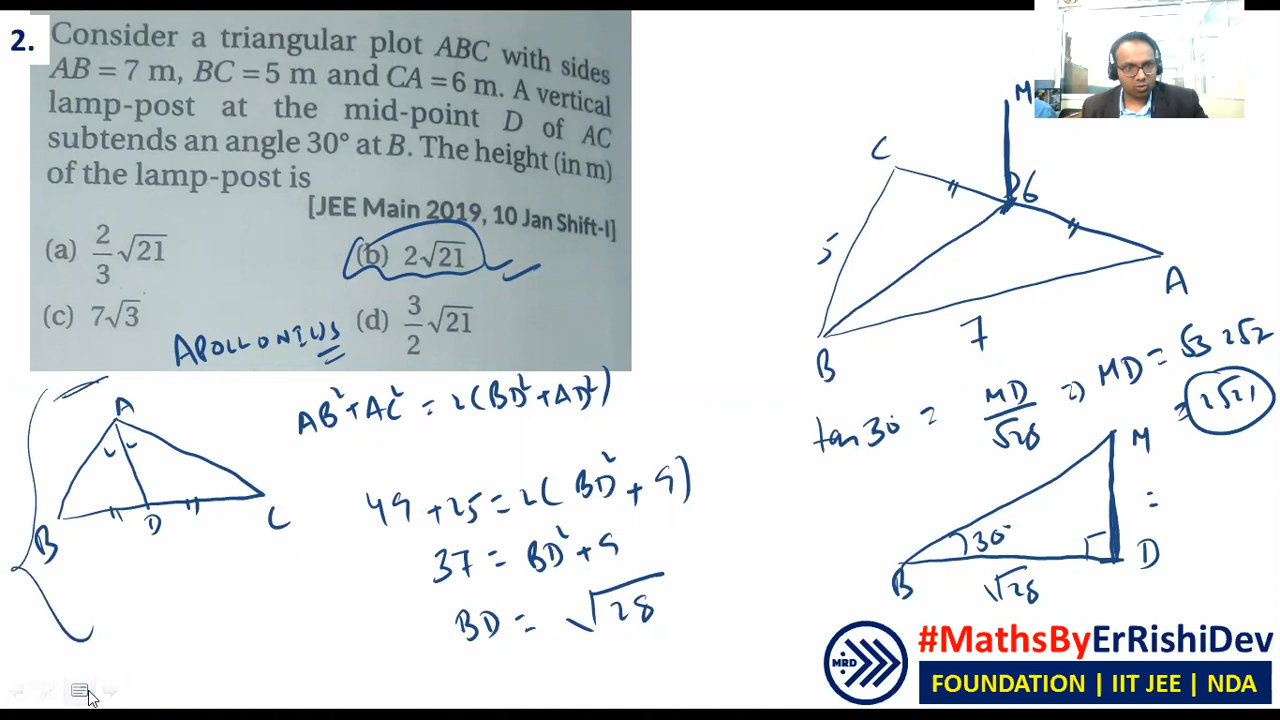 2.
Consider a triangular plot ABC with sides
AB = 7 m, BC = 5 m and CA = 6 m. A vertical
lamp-post at the mid-point D of AC
subtends an angle 30° at B. The height (in m)
of the lamp-post is
[JEE Main 2019, 10 Jan Shift-I]
(a) 2/3 √21
(b) 2√21
(c) 7√3
(d) 3/2 √21
APOLLONIUS
A
B
D
C
AB² + AC² = 2(BD² + AD²)
49 + 25 = 2(BD² + 9)
37 = BD² + 9
BD = √28
M
C
D
6
5
A
7
B
tan 30 = MD/√28 => MD =
= 2√21
M
=
30°
B
√28
D
MRD
#MathsByErRishiDev
FOUNDATION | IIT JEE | NDA